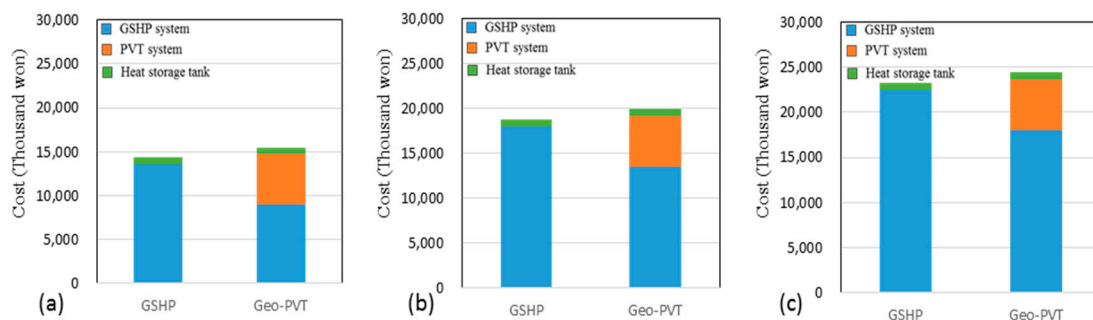 30,000
25,000
20,000
15,000
10,000
5,000
0
Cost (Thousand won)
GSHP system
PVT system
Heat storage tank
GSHP
Geo-PVT
(a)
30,000
25,000
20,000
15,000
10,000
5,000
0
Cost (Thousand won)
GSHP system
PVT system
Heat storage tank
GSHP
Geo-PVT
(b)
30,000
25,000
20,000
15,000
10,000
5,000
0
Cost (Thousand won)
GSHP system
PVT system
Heat storage tank
GSHP
Geo-PVT
(c)